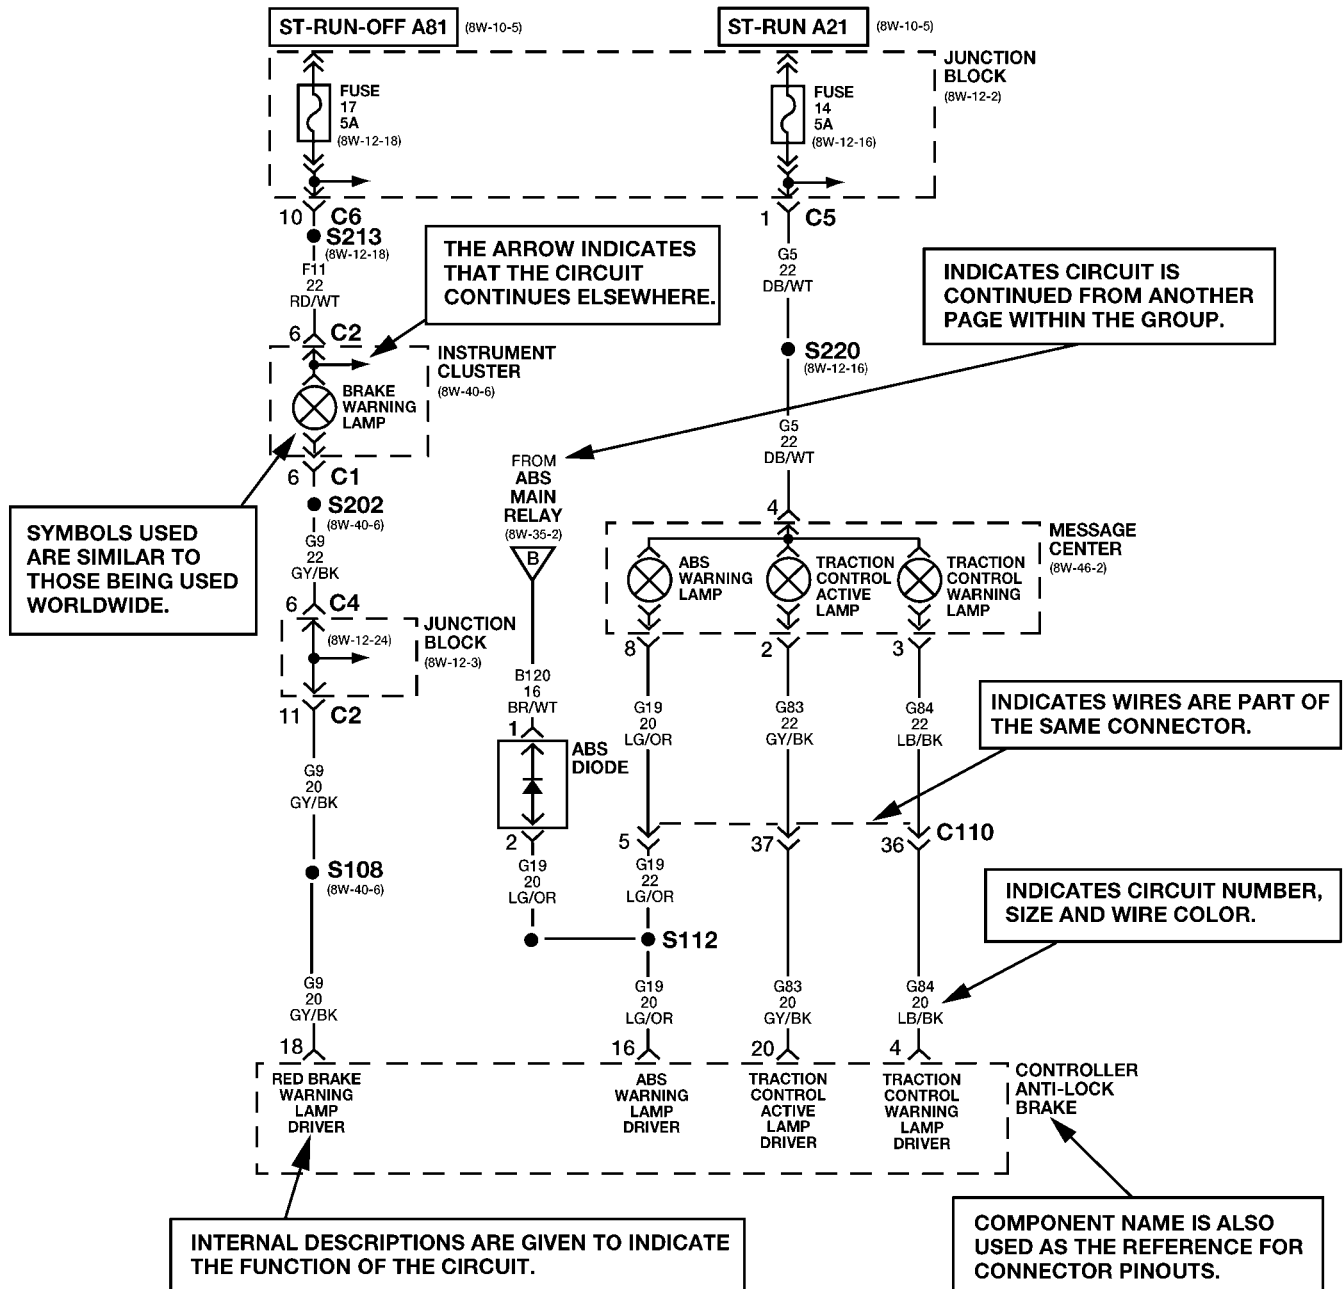 ST-RUN-OFF A81
(8W-10-5)
ST-RUN A21
(8W-10-5)
JUNCTION
BLOCK
(8W-12-2)
FUSE
17
5A
(8W-12-18)
FUSE
14
5A
(8W-12-16)
10
C6
1
C5
S213
(8W-12-18)
F11
22
RD/WT
THE ARROW INDICATES
THAT THE CIRCUIT
CONTINUES ELSEWHERE.
G5
22
DB/WT
INDICATES CIRCUIT IS
CONTINUED FROM ANOTHER
PAGE WITHIN THE GROUP.
6
C2
INSTRUMENT
CLUSTER
(8W-40-6)
BRAKE
WARNING
LAMP
S220
(8W-12-16)
G5
22
DB/WT
6
C1
S202
(8W-40-6)
G9
22
GY/BK
FROM
ABS
MAIN
RELAY
(8W-35-2)
B
SYMBOLS USED
ARE SIMILAR TO
THOSE BEING USED
WORLDWIDE.
4
MESSAGE
CENTER
(8W-46-2)
ABS
WARNING
LAMP
TRACTION
CONTROL
ACTIVE
LAMP
TRACTION
CONTROL
WARNING
LAMP
6
C4
(8W-12-24)
JUNCTION
BLOCK
(8W-12-3)
8
2
3
B120
16
BR/WT
11
C2
G19
20
LG/OR
G83
22
GY/BK
G84
22
LB/BK
INDICATES WIRES ARE PART OF
THE SAME CONNECTOR.
1
ABS
DIODE
G9
20
GY/BK
2
5
37
36
C110
G19
20
LG/OR
G19
22
LG/OR
S108
(8W-40-6)
INDICATES CIRCUIT NUMBER,
SIZE AND WIRE COLOR.
S112
G9
20
GY/BK
G19
20
LG/OR
G83
20
GY/BK
G84
20
LB/BK
18
16
20
4
RED BRAKE
WARNING
LAMP
DRIVER
ABS
WARNING
LAMP
DRIVER
TRACTION
CONTROL
ACTIVE
LAMP
DRIVER
TRACTION
CONTROL
WARNING
LAMP
DRIVER
CONTROLLER
ANTI-LOCK
BRAKE
INTERNAL DESCRIPTIONS ARE GIVEN TO INDICATE
THE FUNCTION OF THE CIRCUIT.
COMPONENT NAME IS ALSO
USED AS THE REFERENCE FOR
CONNECTOR PINOUTS.